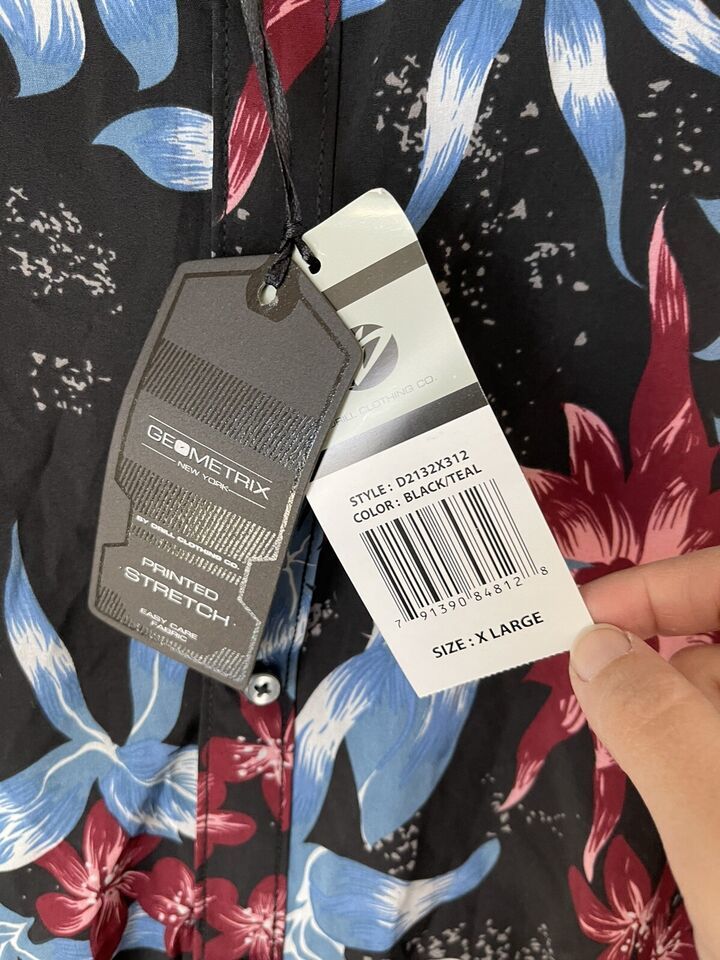 GEOMETRIX
NEW YORK
BY DRILL CLOTHING CO.
PRINTED
STRETCH
EASY CARE
FABRIC
DRILL CLOTHING CO.
STYLE : D2132X312
COLOR : BLACK/TEAL
7 91390 84812 8
SIZE : X LARGE